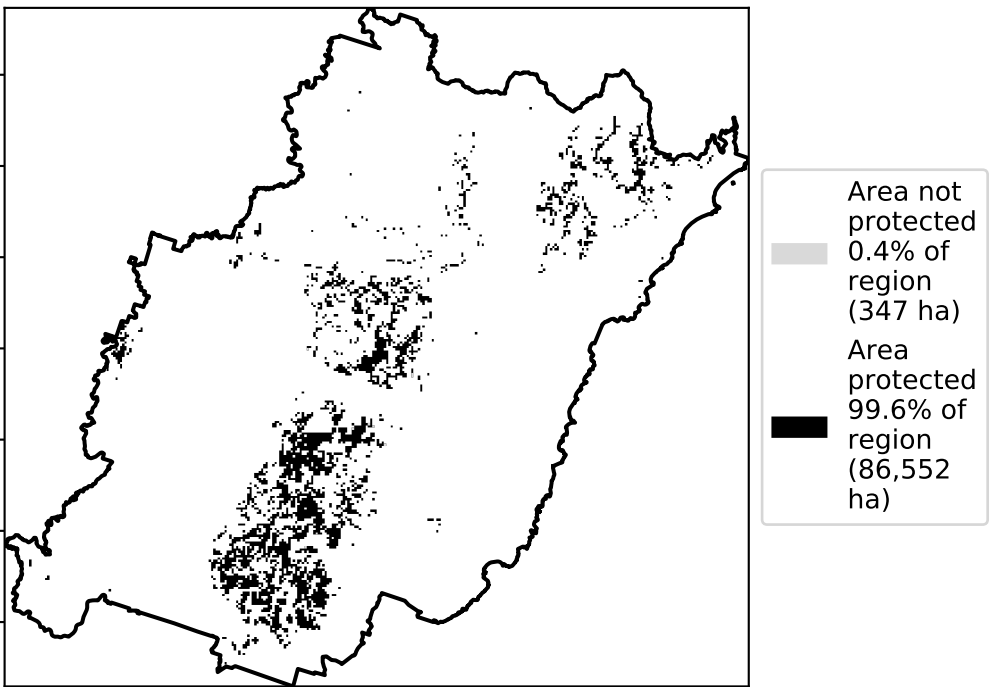 Area not
protected
0.4% of
region
(347 ha)
Area
protected
99.6% of
region
(86,552
ha)